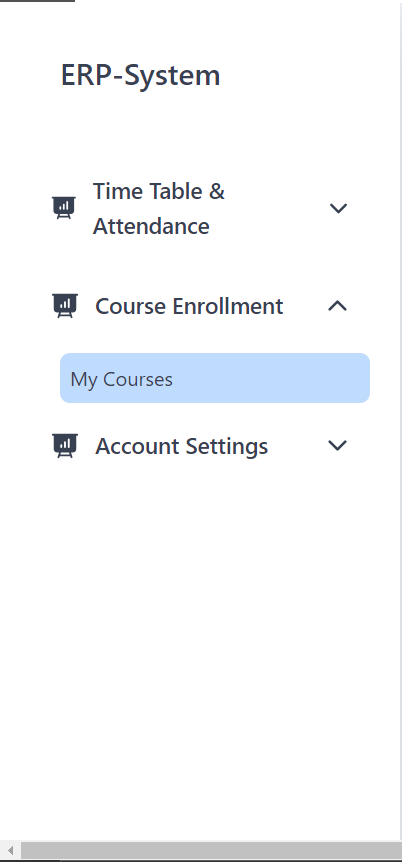 ERP-System
Time Table &
Attendance
Course Enrollment
My Courses
Account Settings